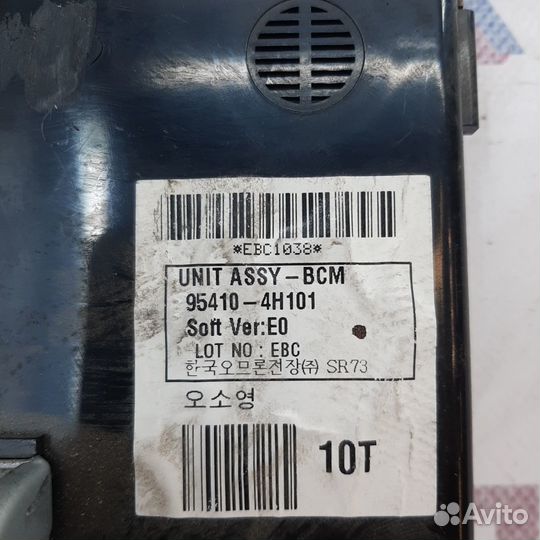 *EBC1038*
UNIT ASSY-BCM
95410-4H101
Soft Ver:E0
LOT NO : EBC
한국오므론전장(주) SR73
오소영
10T
Avito